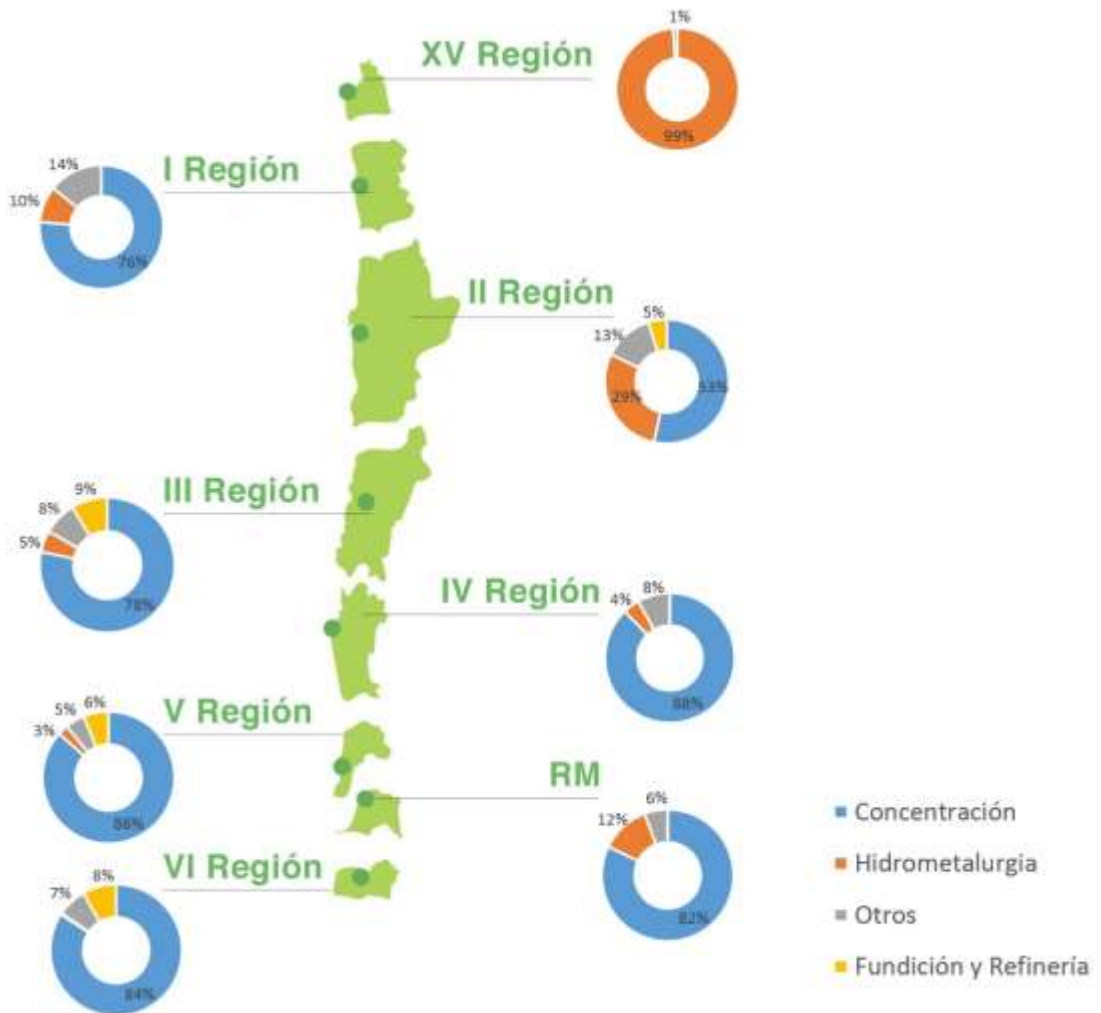 XV Región
1%
99%
I Región
14%
10%
76%
II Región
5%
13%
29%
53%
III Región
9%
8%
5%
78%
IV Región
8%
4%
88%
V Región
6%
5%
3%
86%
RM
6%
12%
82%
VI Región
8%
7%
84%
Concentración
Hidrometalurgia
Otros
Fundición y Refinería